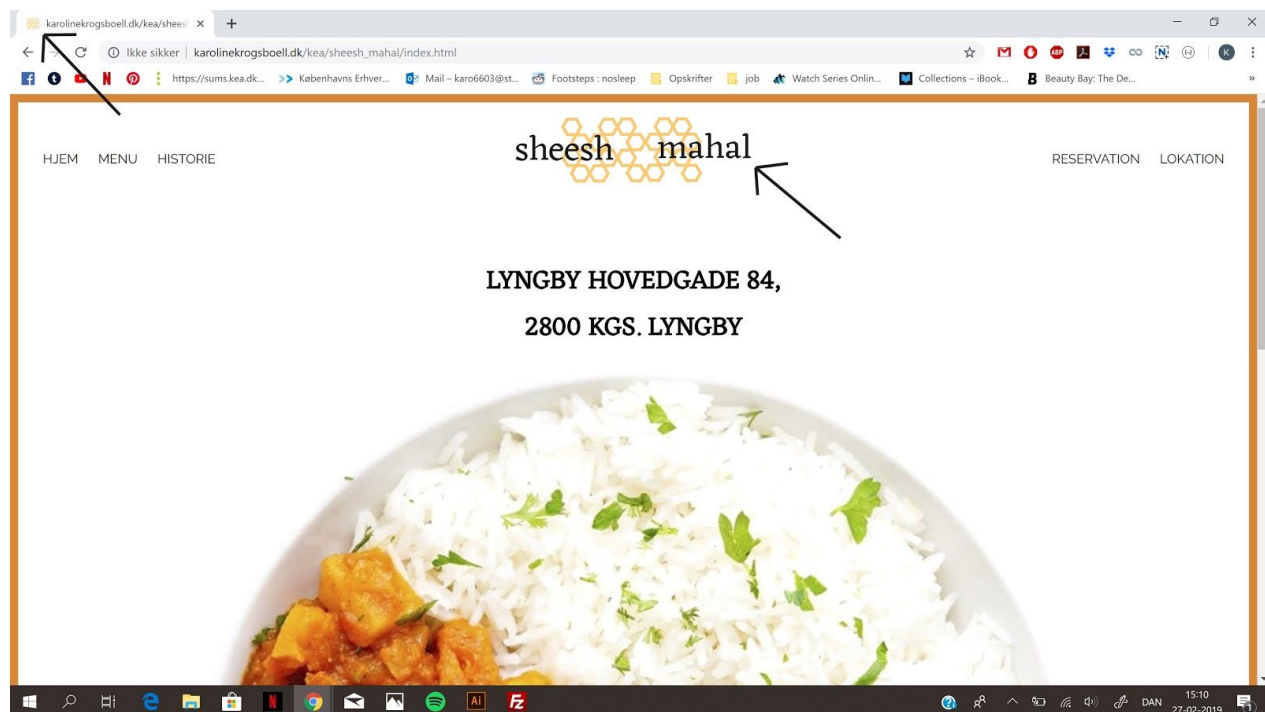 karolinekrogsboell.dk/kea/shees
Ikke sikker | karolinekrogsboell.dk/kea/sheesh_mahal/index.html
https://sums.kea.dk... Københavns Erhver... Mail – karo6603@st... Footsteps : nosleep Opskrifter job Watch Series Onlin... Collections – iBook... Beauty Bay: The De...
HJEM MENU HISTORIE
sheesh mahal
RESERVATION LOKATION
LYNGBY HOVEDGADE 84,
2800 KGS. LYNGBY
DAN
15:10
27-02-2019